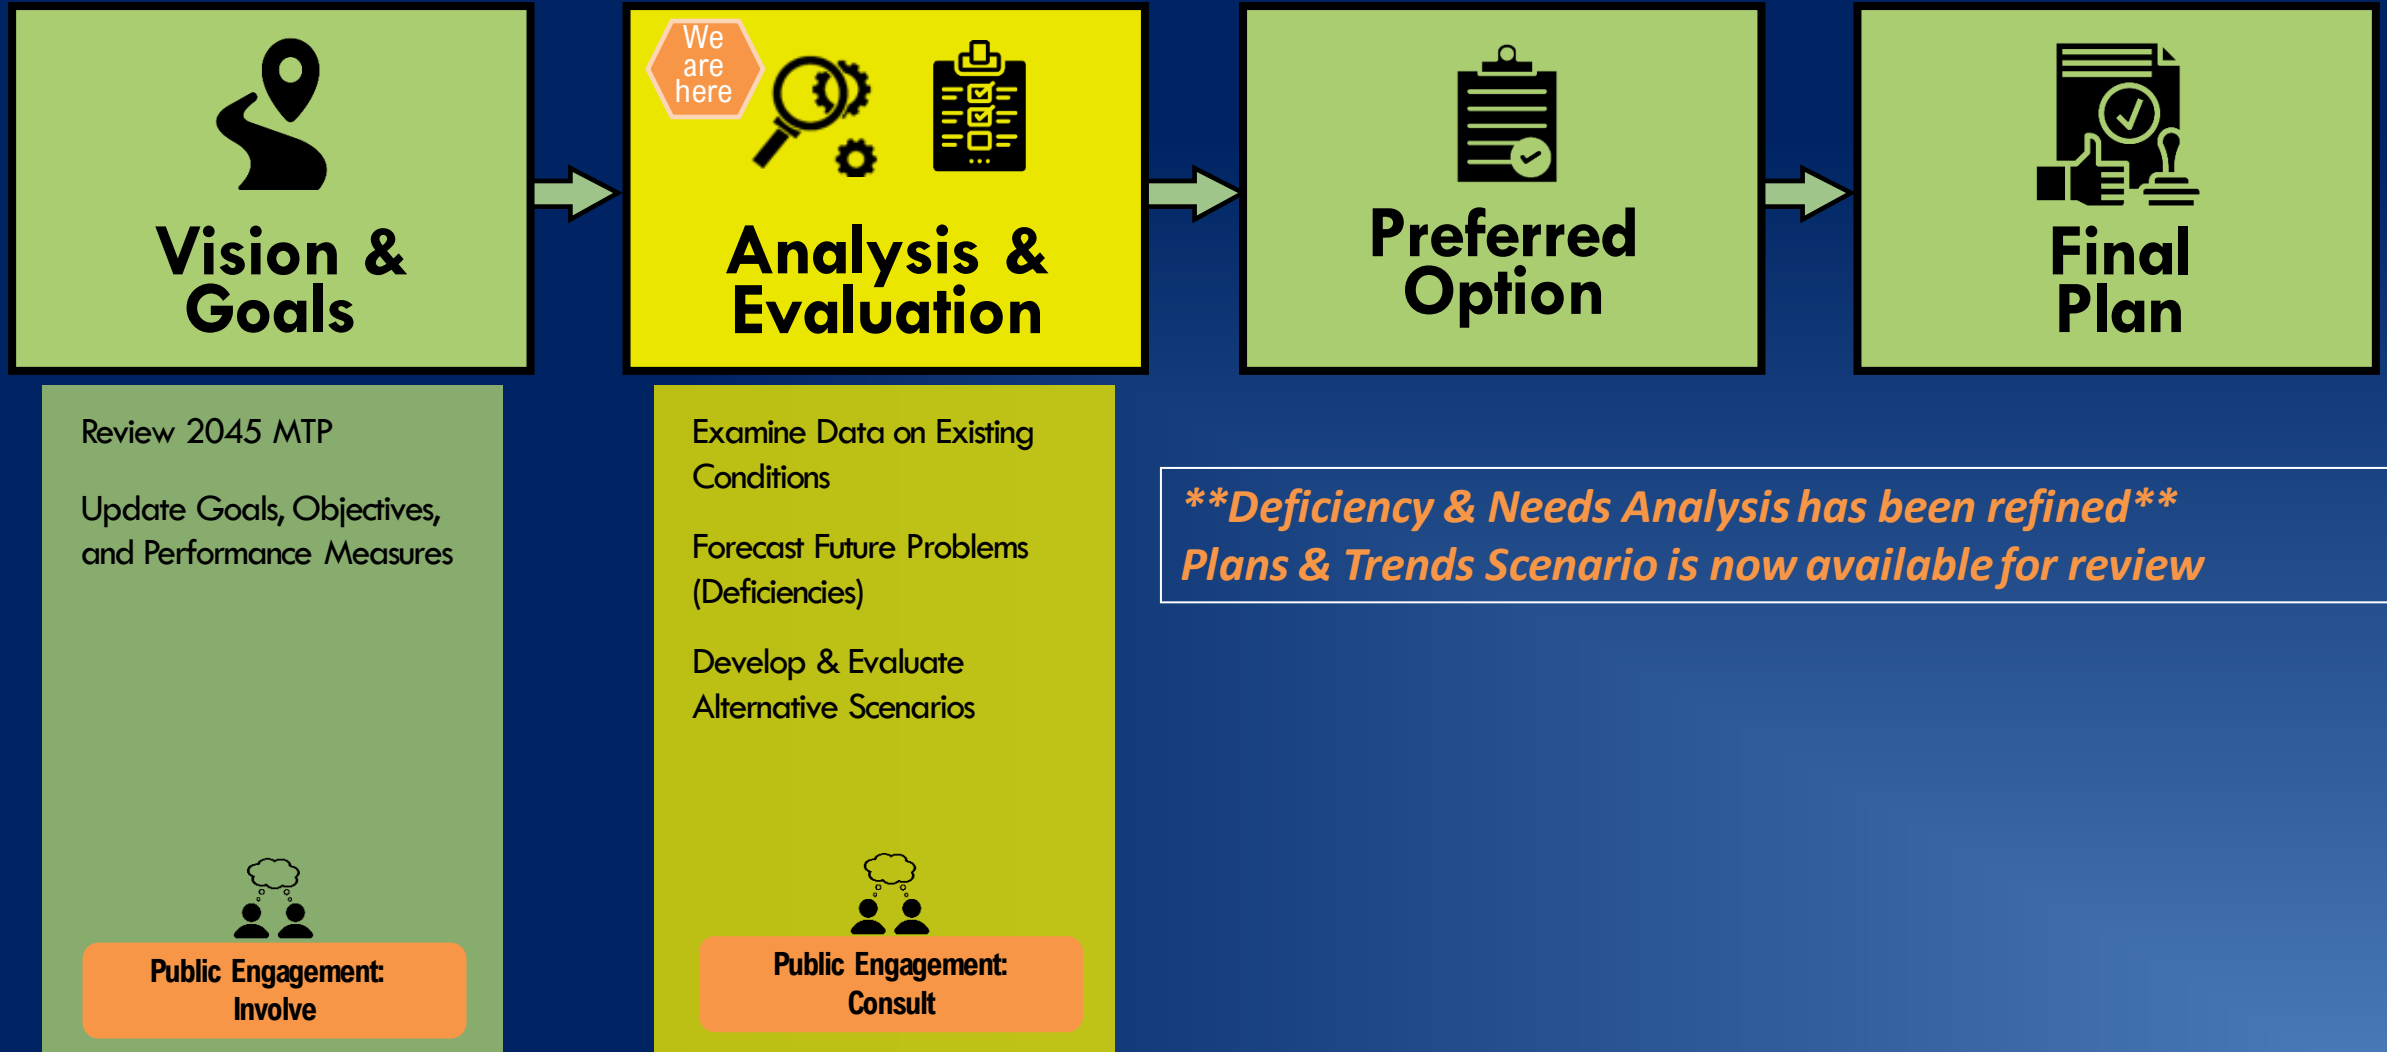 Vision &
Goals
We
are
here
Analysis &
Evaluation
Preferred
Option
Final
Plan
Review 2045 MTP
Update Goals, Objectives,
and Performance Measures
Public Engagement:
Involve
Examine Data on Existing
Conditions
Forecast Future Problems
(Deficiencies)
Develop & Evaluate
Alternative Scenarios
Public Engagement:
Consult
**Deficiency & Needs Analysis has been refined**
Plans & Trends Scenario is now available for review